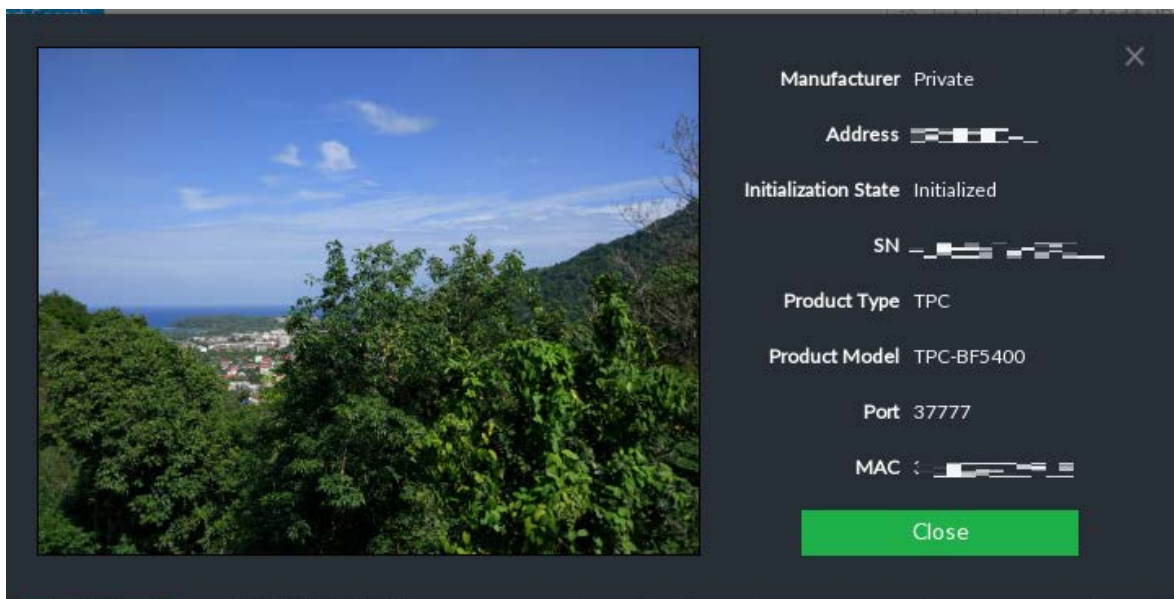 Manufacturer Private
Address
Initialization State Initialized
SN
Product Type TPC
Product Model TPC-BF5400
Port 37777
MAC
Close